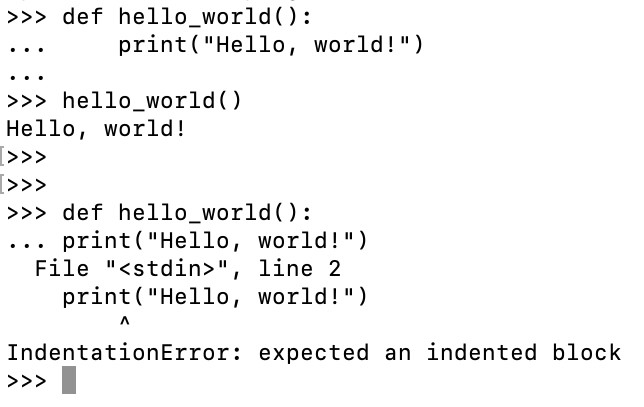 >>> def hello_world():
...     print("Hello, world!")
...
>>> hello_world()
Hello, world!
>>>
>>>
>>> def hello_world():
... print("Hello, world!")
  File "<stdin>", line 2
    print("Hello, world!")
        ^
IndentationError: expected an indented block
>>>